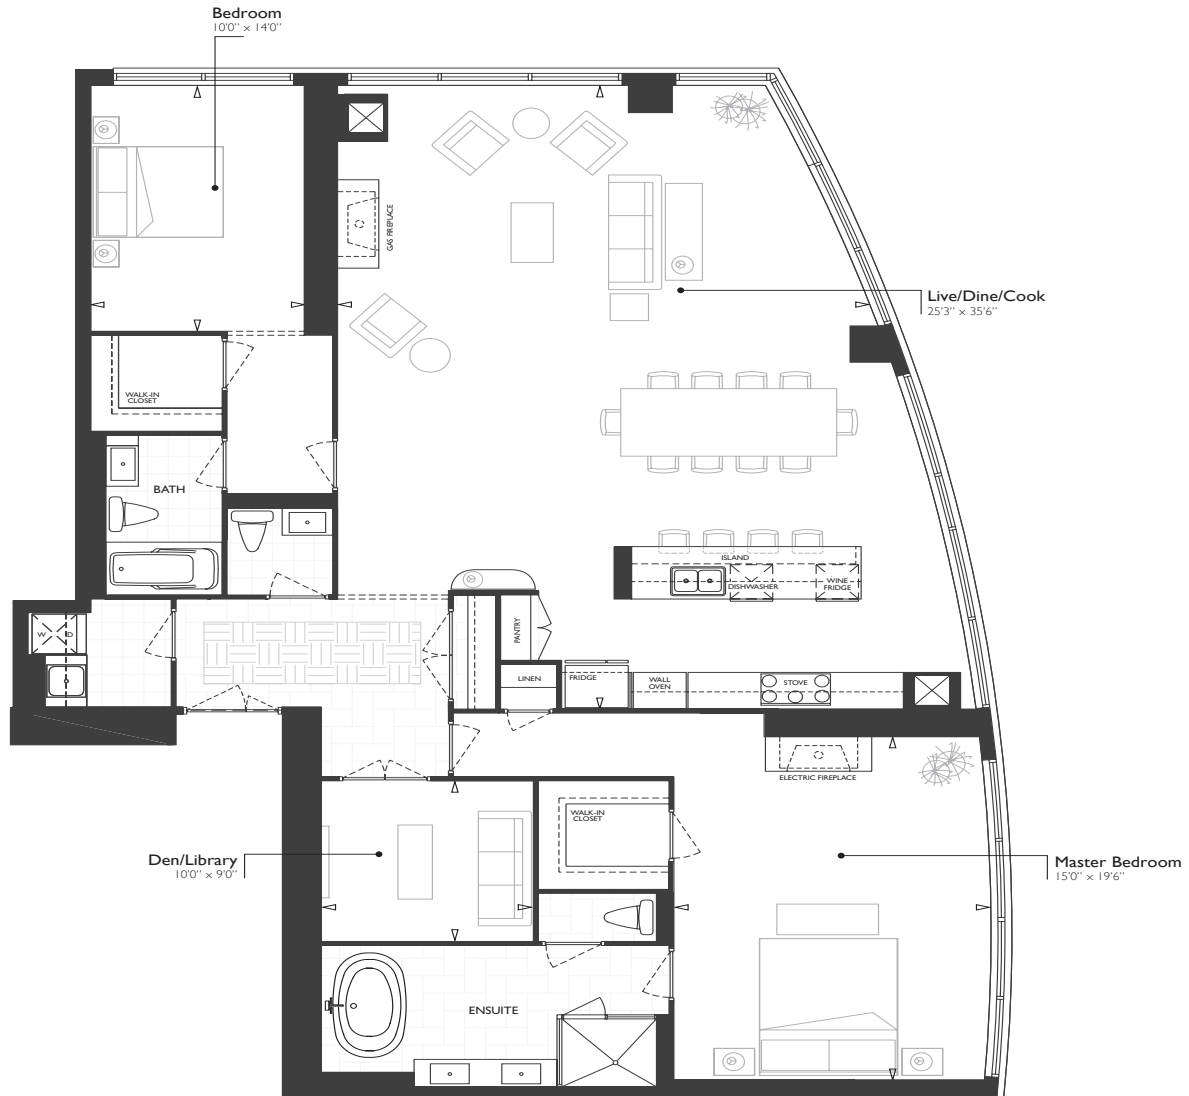 Bedroom
10'0" x 14'0"
GAS FIREPLACE
Live/Dine/Cook
25'3" x 35'6"
WALK-IN
CLOSET
BATH
ISLAND
DISHWASHER
WINE
FRIDGE
W D
PANTRY
LINEN
FRIDGE
WALL
OVEN
STOVE
ELECTRIC FIREPLACE
WALK-IN
CLOSET
Den/Library
10'0" x 9'0"
Master Bedroom
15'0" x 19'6"
ENSUITE